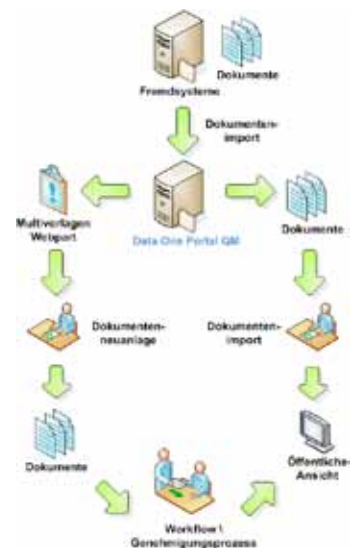 Dokumente
Fremdsysteme
Dokumenten-
import
Multivorlagen
Webpart
Data One Portal QM
Dokumente
Dokumenten-
neuanlage
Dokumenten-
import
Dokumente
Öffentliche-
Ansicht
Workflow \
Genehmigungsprozess